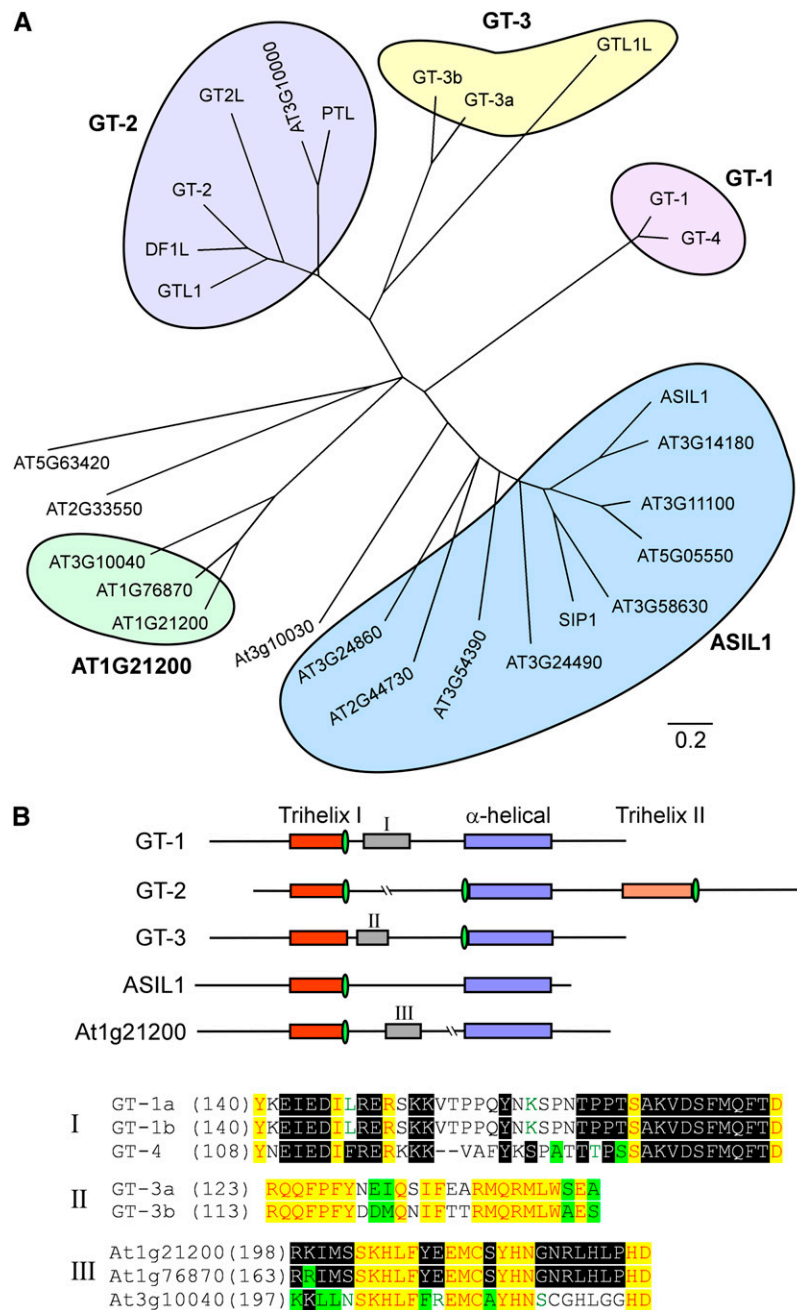 A
GT-3
GTL1L
GT-3b
GT-3a
GT-2
GT2L
AT3G10000
PTL
GT-2
DF1L
GTL1
GT-1
GT-1
GT-4
AT5G63420
AT2G33550
AT3G10040
AT1G76870
AT1G21200
AT1G21200
At3g10030
AT3G24860
AT2G44730
AT3G54390
AT3G24490
SIP1
AT3G58630
AT5G05550
AT3G11100
AT3G14180
ASIL1
ASIL1
0.2
B
Trihelix I α-helical Trihelix II
GT-1 I
GT-2
GT-3 II
ASIL1
At1g21200 III
I
GT-1a (140) YKEIEDILRERSKKVTPPQYNKSPNTPPTSAKVDSFMQFTD
GT-1b (140) YKEIEDILRERSKKVTPPQYNKSPNTPPTSAKVDSFMQFTD
GT-4 (108) YNEIEDIFRERKKK--VAFYKSPATTTPSSAKVDSFMQFTD
II
GT-3a (123) RQQFPFYNEIQSIFEARMQRMLWSEA
GT-3b (113) RQQFPFYDDMQNIFTTRMQRMLWAES
III
At1g21200(198) RKIMSSKHLFYEEMCSYHNGNRLHLPHD
At1g76870(163) RRIMSSKHLFYEEMCSYHNGNRLHLPHD
At3g10040(197) KKLLNSKHLFFREMCAYHNSCGHLGGHD